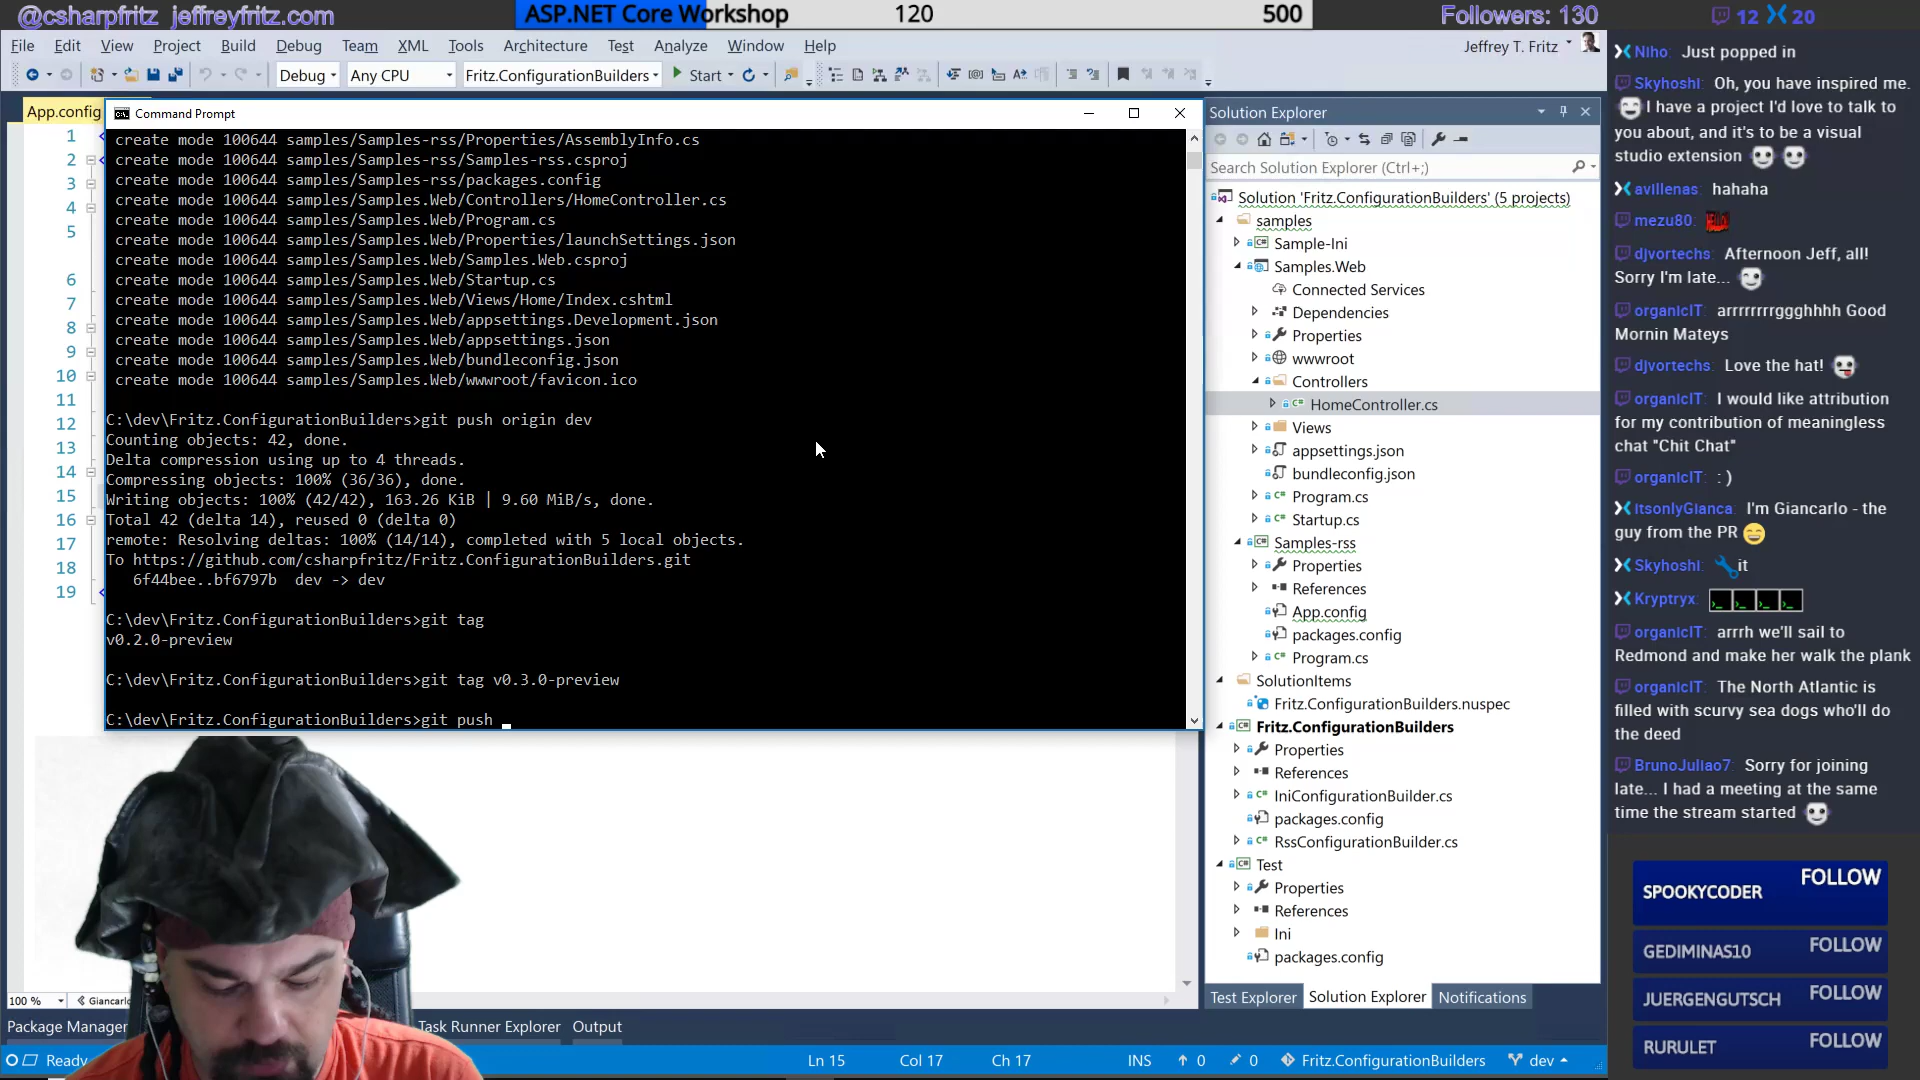 @csharpfritz jeffreyfritz.com
ASP.NET Core Workshop 120 500
Followers: 130
12 20
File Edit View Project Build Debug Team XML Tools Architecture Test Analyze Window Help
Jeffrey T. Fritz
Debug Any CPU Fritz.ConfigurationBuilders Start
App.config
1
2
3
4
5
6
7
8
9
10
11
12
13
14
15
16
17
18
19
Command Prompt
create mode 100644 samples/Samples-rss/Properties/AssemblyInfo.cs
create mode 100644 samples/Samples-rss/Samples-rss.csproj
create mode 100644 samples/Samples-rss/packages.config
create mode 100644 samples/Samples.Web/Controllers/HomeController.cs
create mode 100644 samples/Samples.Web/Program.cs
create mode 100644 samples/Samples.Web/Properties/launchSettings.json
create mode 100644 samples/Samples.Web/Samples.Web.csproj
create mode 100644 samples/Samples.Web/Startup.cs
create mode 100644 samples/Samples.Web/Views/Home/Index.cshtml
create mode 100644 samples/Samples.Web/appsettings.Development.json
create mode 100644 samples/Samples.Web/appsettings.json
create mode 100644 samples/Samples.Web/bundleconfig.json
create mode 100644 samples/Samples.Web/wwwroot/favicon.ico
C:\dev\Fritz.ConfigurationBuilders>git push origin dev
Counting objects: 42, done.
Delta compression using up to 4 threads.
Compressing objects: 100% (36/36), done.
Writing objects: 100% (42/42), 163.26 KiB | 9.60 MiB/s, done.
Total 42 (delta 14), reused 0 (delta 0)
remote: Resolving deltas: 100% (14/14), completed with 5 local objects.
To https://github.com/csharpfritz/Fritz.ConfigurationBuilders.git
6f44bee..bf6797b dev -> dev
C:\dev\Fritz.ConfigurationBuilders>git tag
v0.2.0-preview
C:\dev\Fritz.ConfigurationBuilders>git tag v0.3.0-preview
C:\dev\Fritz.ConfigurationBuilders>git push _
Solution Explorer
Search Solution Explorer (Ctrl+;)
Solution 'Fritz.ConfigurationBuilders' (5 projects)
samples
Sample-Ini
Samples.Web
Connected Services
Dependencies
Properties
wwwroot
Controllers
HomeController.cs
Views
appsettings.json
bundleconfig.json
Program.cs
Startup.cs
Samples-rss
Properties
References
App.config
packages.config
Program.cs
SolutionItems
Fritz.ConfigurationBuilders.nuspec
Fritz.ConfigurationBuilders
Properties
References
IniConfigurationBuilder.cs
packages.config
RssConfigurationBuilder.cs
Test
Properties
References
Ini
packages.config
Test Explorer Solution Explorer Notifications
Niho: Just popped in
Skyhoshi: Oh, you have inspired me.
I have a project I'd love to talk to
you about, and it's to be a visual
studio extension
avillenas: hahaha
mezu80:
djvortechs: Afternoon Jeff, all!
Sorry I'm late...
organicIT: arrrrrrrggghhhh Good
Mornin Mateys
djvortechs: Love the hat!
organicIT: I would like attribution
for my contribution of meaningless
chat "Chit Chat"
organicIT: : )
ItsonlyGianca: I'm Giancarlo - the
guy from the PR
Skyhoshi: it
Kryptryx:
organicIT: arrrh we'll sail to
Redmond and make her walk the plank
organicIT: The North Atlantic is
filled with scurvy sea dogs who'll do
the deed
BrunoJuliao7: Sorry for joining
late... I had a meeting at the same
time the stream started
SPOOKYCODER FOLLOW
GEDIMINAS10 FOLLOW
JUERGENGUTSCH FOLLOW
RURULET FOLLOW
100 %
Package Manager Task Runner Explorer Output
Ready Ln 15 Col 17 Ch 17 INS 0 0 Fritz.ConfigurationBuilders dev